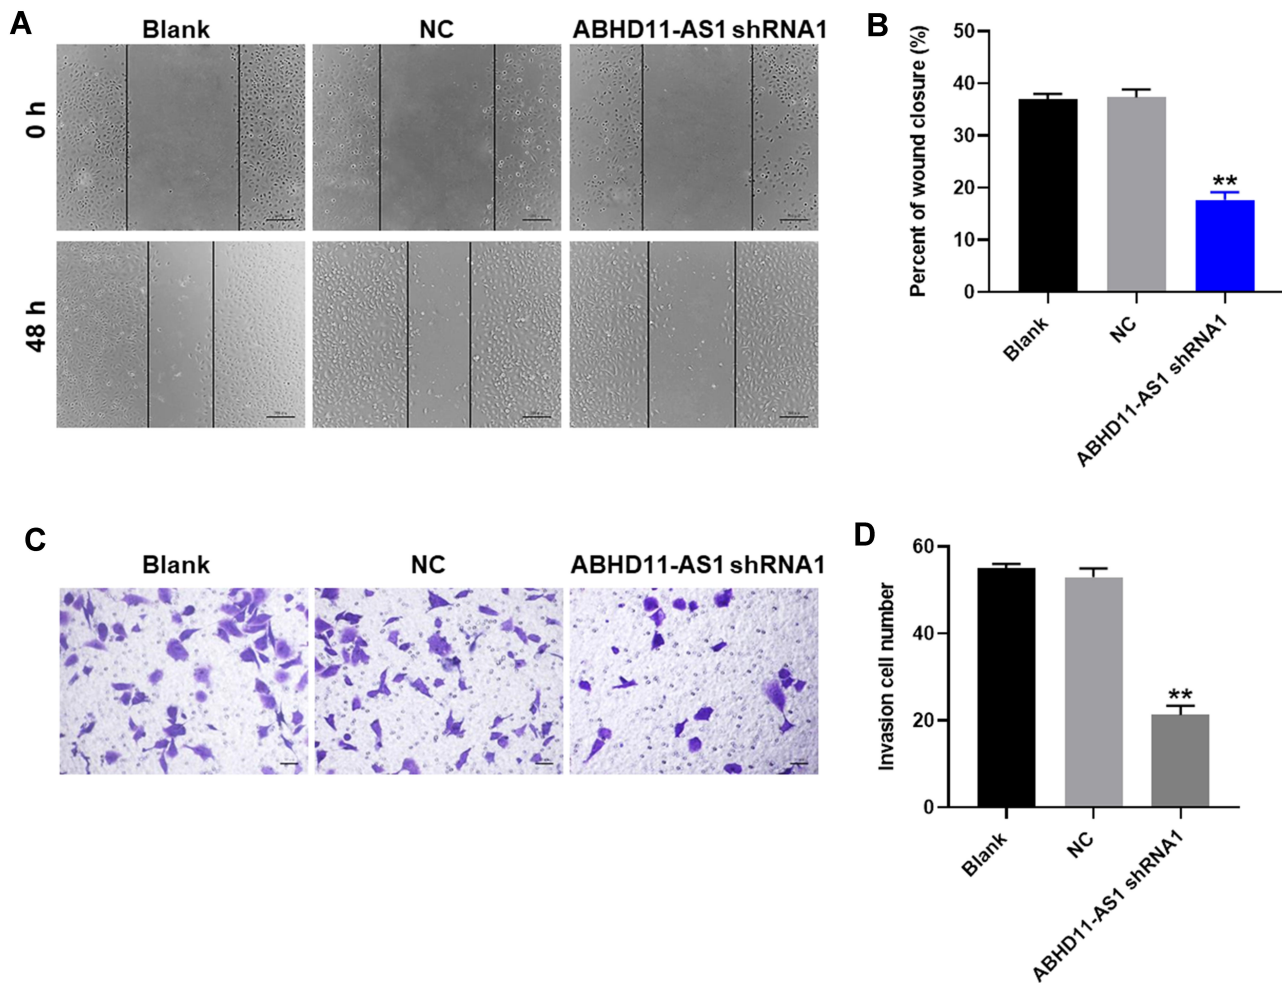 A
Blank
NC
ABHD11-AS1 shRNA1
0 h
48 h
B
Percent of wound closure (%)
50
40
30
20
10
0
**
Blank
NC
ABHD11-AS1 shRNA1
C
Blank
NC
ABHD11-AS1 shRNA1
D
Invasion cell number
60
40
20
0
**
Blank
NC
ABHD11-AS1 shRNA1